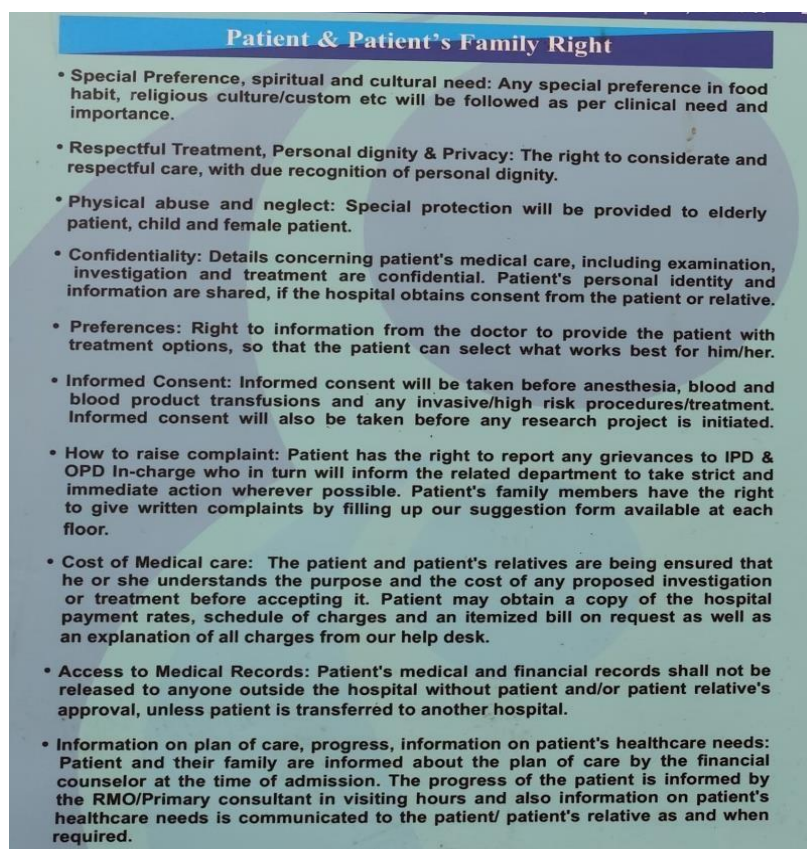 Patient & Patient's Family Right
• Special Preference, spiritual and cultural need: Any special preference in food
habit, religious culture/custom etc will be followed as per clinical need and
importance.
• Respectful Treatment, Personal dignity & Privacy: The right to considerate and
respectful care, with due recognition of personal dignity.
• Physical abuse and neglect: Special protection will be provided to elderly
patient, child and female patient.
• Confidentiality: Details concerning patient's medical care, including examination,
investigation and treatment are confidential. Patient's personal identity and
information are shared, if the hospital obtains consent from the patient or relative.
• Preferences: Right to information from the doctor to provide the patient with
treatment options, so that the patient can select what works best for him/her.
• Informed Consent: Informed consent will be taken before anesthesia, blood and
blood product transfusions and any invasive/high risk procedures/treatment.
Informed consent will also be taken before any research project is initiated.
• How to raise complaint: Patient has the right to report any grievances to IPD &
OPD In-charge who in turn will inform the related department to take strict and
immediate action wherever possible. Patient's family members have the right
to give written complaints by filling up our suggestion form available at each
floor.
• Cost of Medical care: The patient and patient's relatives are being ensured that
he or she understands the purpose and the cost of any proposed investigation
or treatment before accepting it. Patient may obtain a copy of the hospital
payment rates, schedule of charges and an itemized bill on request as well as
an explanation of all charges from our help desk.
• Access to Medical Records: Patient's medical and financial records shall not be
released to anyone outside the hospital without patient and/or patient relative's
approval, unless patient is transferred to another hospital.
• Information on plan of care, progress, information on patient's healthcare needs:
Patient and their family are informed about the plan of care by the financial
counselor at the time of admission. The progress of the patient is informed by
the RMO/Primary consultant in visiting hours and also information on patient's
healthcare needs is communicated to the patient/ patient's relative as and when
required.